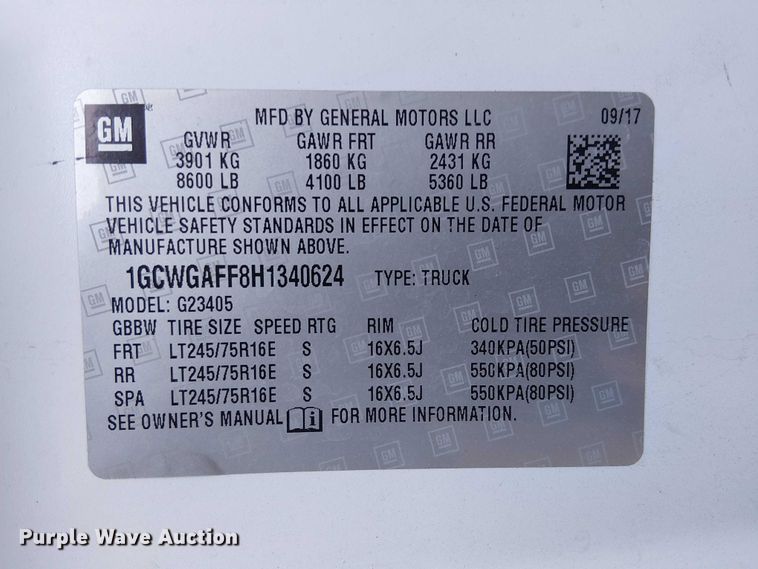 GM
MFD BY GENERAL MOTORS LLC 09/17
GVWR GAWR FRT GAWR RR
3901 KG 1860 KG 2431 KG
8600 LB 4100 LB 5360 LB
THIS VEHICLE CONFORMS TO ALL APPLICABLE U.S. FEDERAL MOTOR
VEHICLE SAFETY STANDARDS IN EFFECT ON THE DATE OF
MANUFACTURE SHOWN ABOVE.
1GCWGAFF8H1340624 TYPE: TRUCK
MODEL: G23405
GBBW TIRE SIZE SPEED RTG RIM COLD TIRE PRESSURE
FRT LT245/75R16E S 16X6.5J 340KPA(50PSI)
RR LT245/75R16E S 16X6.5J 550KPA(80PSI)
SPA LT245/75R16E S 16X6.5J 550KPA(80PSI)
SEE OWNER'S MANUAL i FOR MORE INFORMATION.
Purple Wave Auction